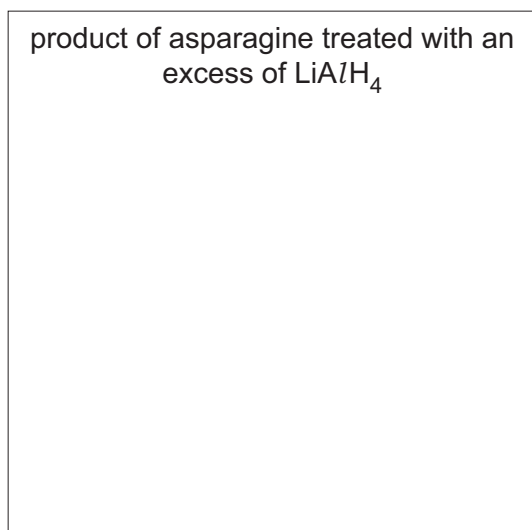 product of asparagine treated with an
excess of LiAlH₄